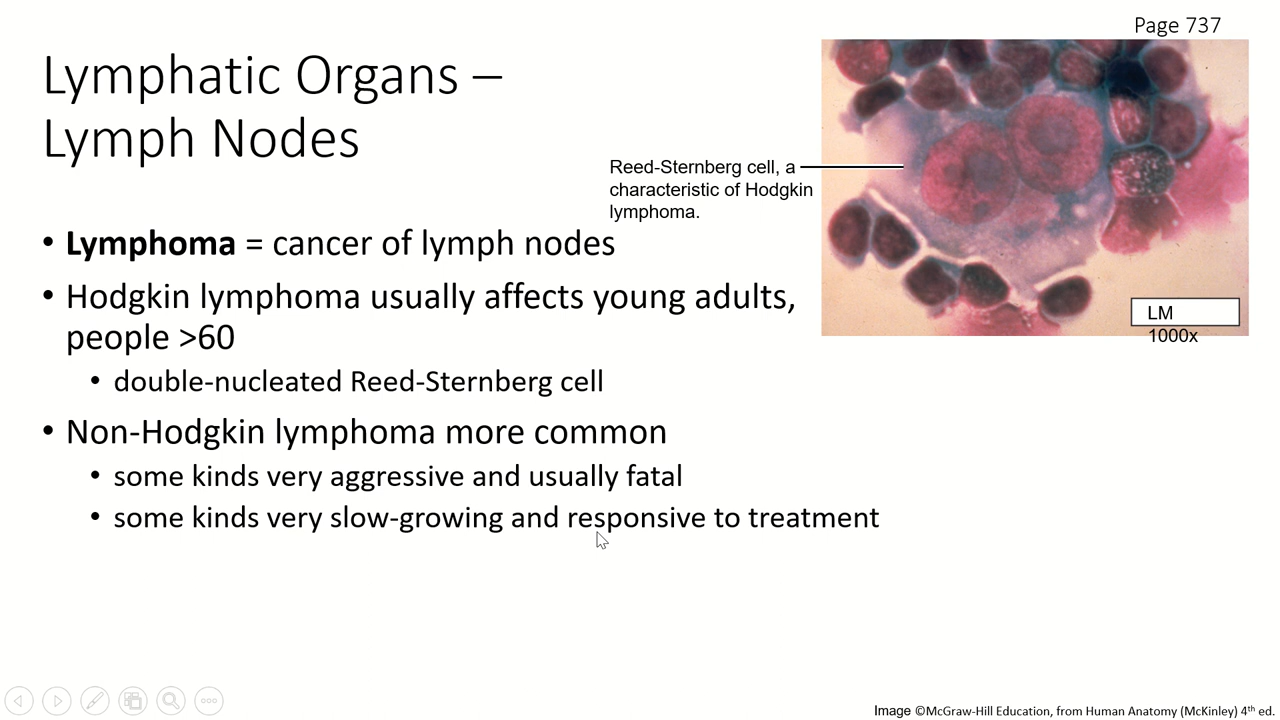 Page 737
Lymphatic Organs –
Lymph Nodes
Reed-Sternberg cell, a
characteristic of Hodgkin
lymphoma.
• Lymphoma = cancer of lymph nodes
• Hodgkin lymphoma usually affects young adults,
people >60
• double-nucleated Reed-Sternberg cell
• Non-Hodgkin lymphoma more common
• some kinds very aggressive and usually fatal
• some kinds very slow-growing and responsive to treatment
LM
1000x
Image ©McGraw-Hill Education, from Human Anatomy (McKinley) 4th ed.